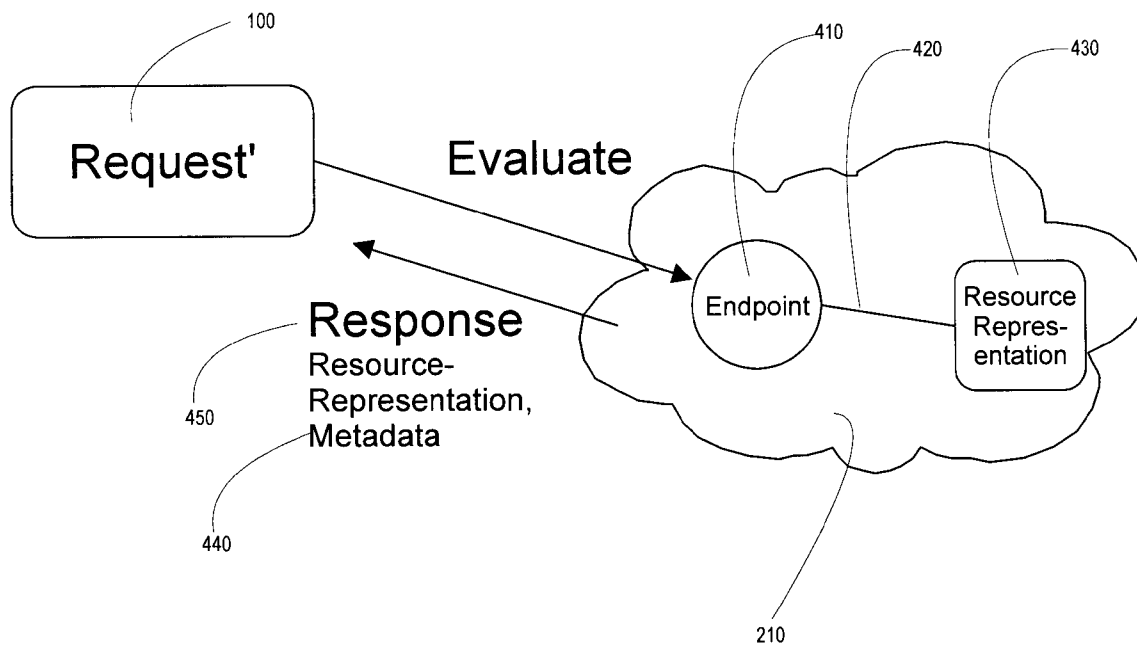 100
410
420
430
Request'
Evaluate
Endpoint
Resource
Repres-
entation
Response
Resource-
Representation,
Metadata
450
440
210